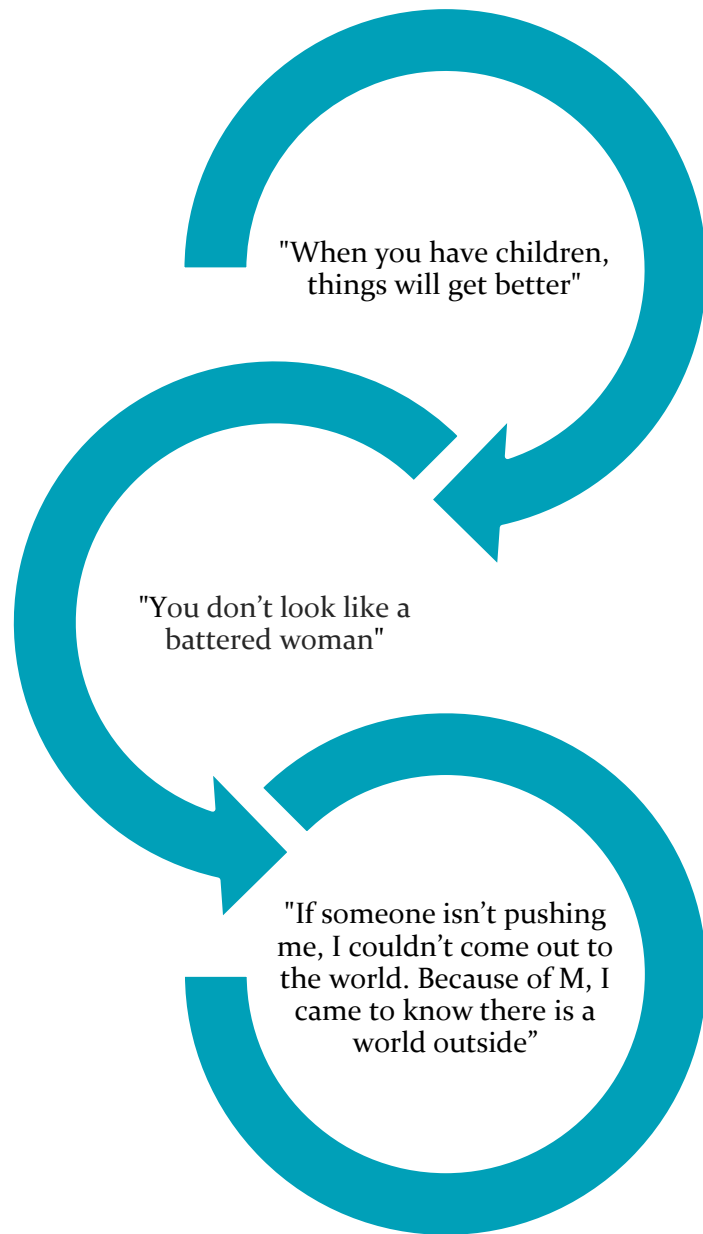 "When you have children,
things will get better"
"You don’t look like a
battered woman"
"If someone isn’t pushing
me, I couldn’t come out to
the world. Because of M, I
came to know there is a
world outside”